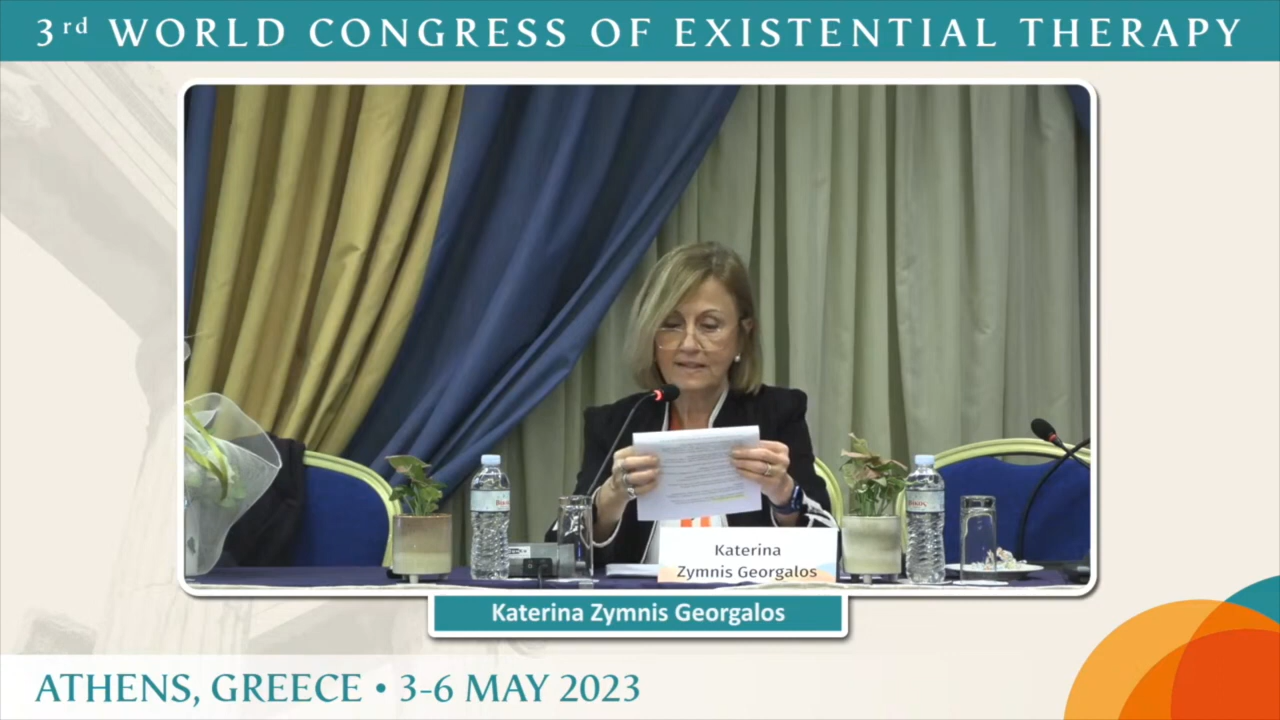 3rd WORLD CONGRESS OF EXISTENTIAL THERAPY
Katerina
Zymnis Georgalos
Katerina Zymnis Georgalos
ATHENS, GREECE • 3-6 MAY 2023